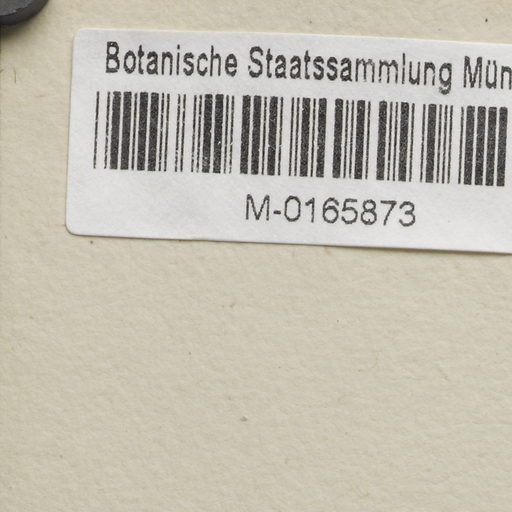 Botanische Staatssammlung Mün
M-0165873